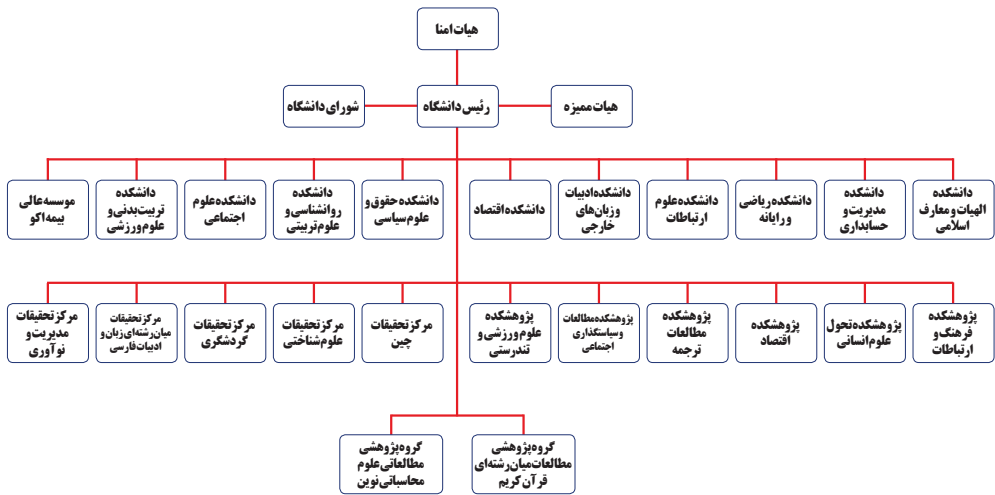 هیات امنا
هیات ممیزه
رئیس دانشگاه
شورای دانشگاه
دانشکده
الهیات و معارف
اسلامی
دانشکده
مدیریت و
حسابداری
دانشکده ریاضی
و رایانه
دانشکده علوم
ارتباطات
دانشکده ادبیات
و زبان‌های
خارجی
دانشکده اقتصاد
دانشکده حقوق و
علوم سیاسی
دانشکده
روانشناسی و
علوم تربیتی
دانشکده علوم
اجتماعی
دانشکده
تربیت بدنی و
علوم ورزشی
موسسه عالی
بیمه اکو
پژوهشکده
فرهنگ و
ارتباطات
پژوهشکده تحول
علوم انسانی
پژوهشکده
اقتصاد
پژوهشکده
مطالعات
ترجمه
پژوهشکده مطالعات
و سیاستگذاری
اجتماعی
پژوهشکده
علوم ورزشی و
تندرستی
مرکز تحقیقات
چین
مرکز تحقیقات
علوم شناختی
مرکز تحقیقات
گردشگری
مرکز تحقیقات
میان رشته‌ای زبان و
ادبیات فارسی
مرکز تحقیقات
مدیریت و
نوآوری
گروه پژوهشی
مطالعات میان رشته‌ای
قرآن کریم
گروه پژوهشی
مطالعاتی علوم
محاسباتی نوین